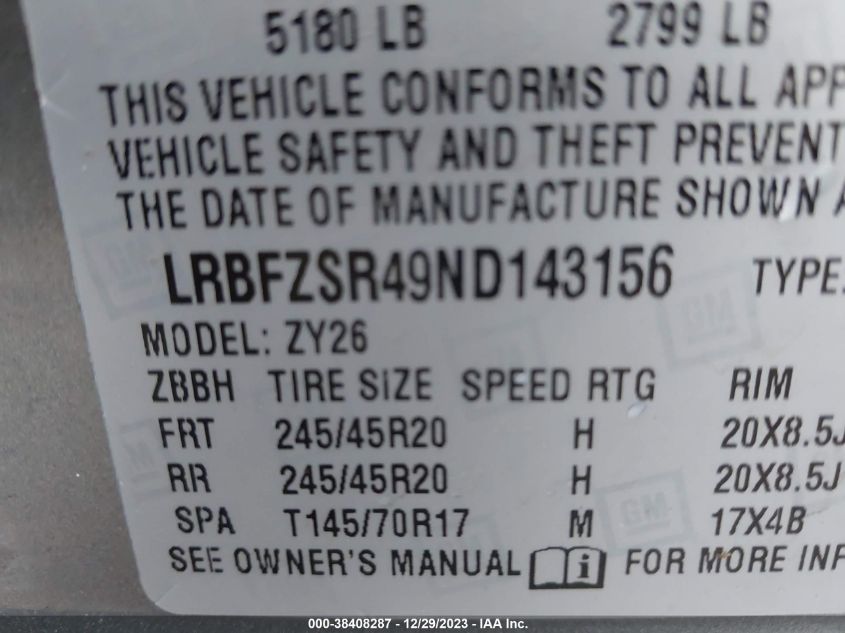 5180 LB 2799 LB
THIS VEHICLE CONFORMS TO ALL APP
VEHICLE SAFETY AND THEFT PREVENT
THE DATE OF MANUFACTURE SHOWN A
LRBFZSR49ND143156 TYPE:
MODEL: ZY26
ZBBH TIRE SIZE SPEED RTG RIM
FRT 245/45R20 H 20X8.5J
RR 245/45R20 H 20X8.5J
SPA T145/70R17 M 17X4B
SEE OWNER'S MANUAL i FOR MORE INF
GM
000-38408287 - 12/29/2023 - IAA Inc.